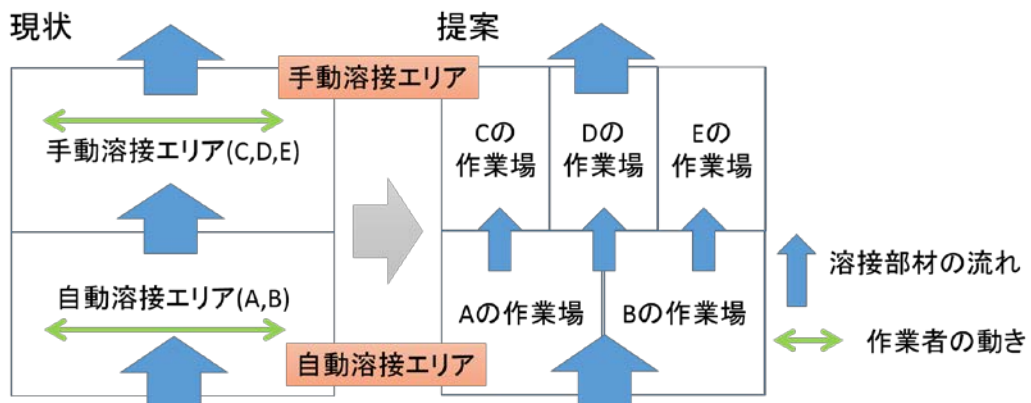 現状
提案
手動溶接エリア
手動溶接エリア(C,D,E)
自動溶接エリア(A,B)
Cの
作業場
Dの
作業場
Eの
作業場
Aの作業場
Bの作業場
自動溶接エリア
溶接部材の流れ
作業者の動き